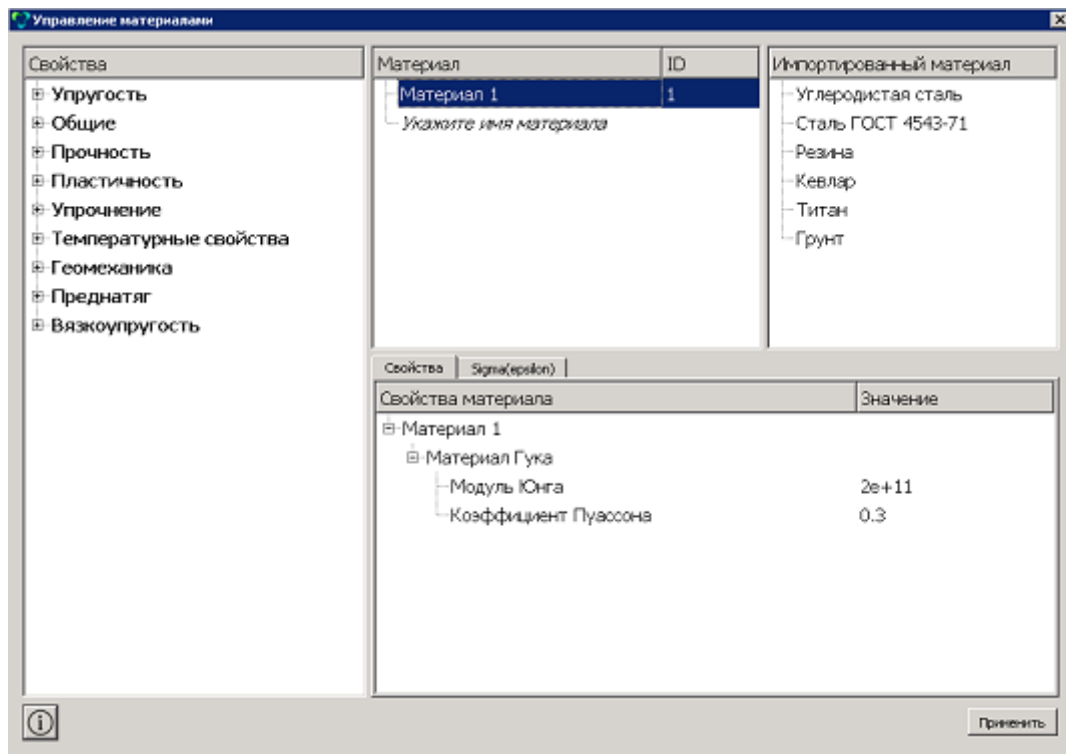 Управление материалами
Свойства
Упругость
Общие
Прочность
Пластичность
Упрочнение
Температурные свойства
Геомеханика
Преднатяг
Вязкоупругость
Материал ID
Материал 1 1
Укажите имя материала
Импортированный материал
Углеродистая сталь
Сталь ГОСТ 4543-71
Резина
Кевлар
Титан
Грунт
Свойства Sigma(epsilon)
Свойства материала Значение
Материал 1
Материал Гука
Модуль Юнга 2e+11
Коэффициент Пуассона 0.3
Применить